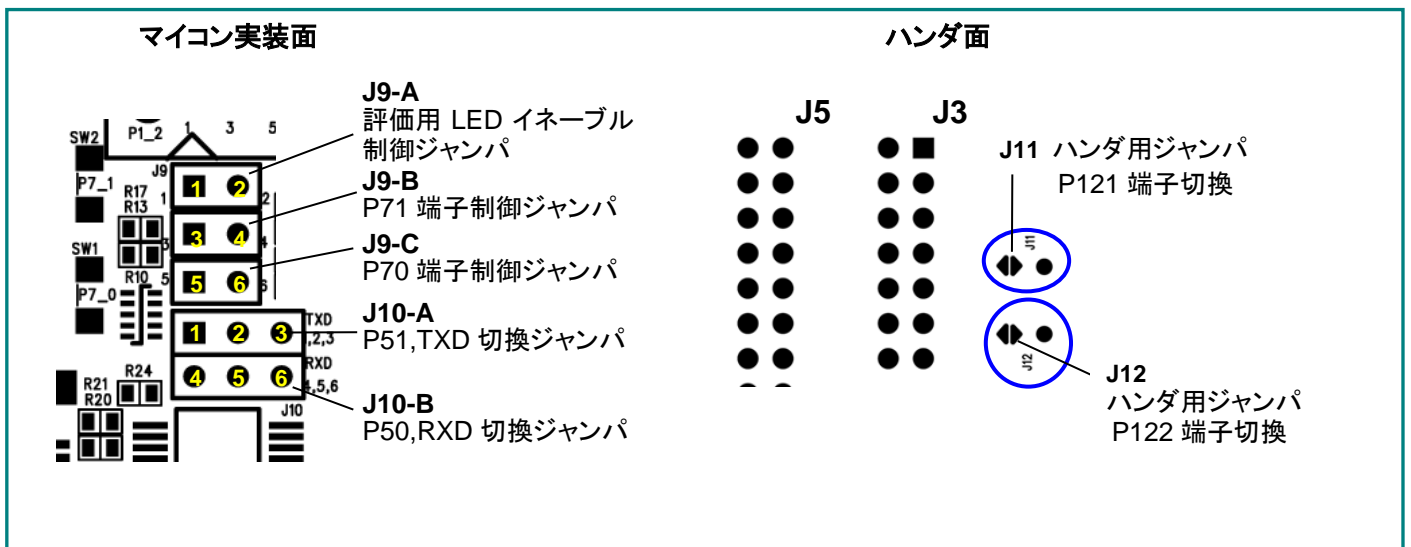 マイコン実装面
ハンダ面
SW2
P1_2
1 3 5
J9
P7_1
R17
R13
1
1 2
2
3
3 4
4
SW1
R10
5
5 6
6
P7_0
1 2 3
TXD
1,2,3
4 5 6
RXD
4,5,6
J10
R24
R21
R20
J9-A
評価用 LED イネーブル
制御ジャンパ
J9-B
P71 端子制御ジャンパ
J9-C
P70 端子制御ジャンパ
J10-A
P51,TXD 切換ジャンパ
J10-B
P50,RXD 切換ジャンパ
J5
J3
J11 ハンダ用ジャンパ
P121 端子切換
J11
J12
J12
ハンダ用ジャンパ
P122 端子切換